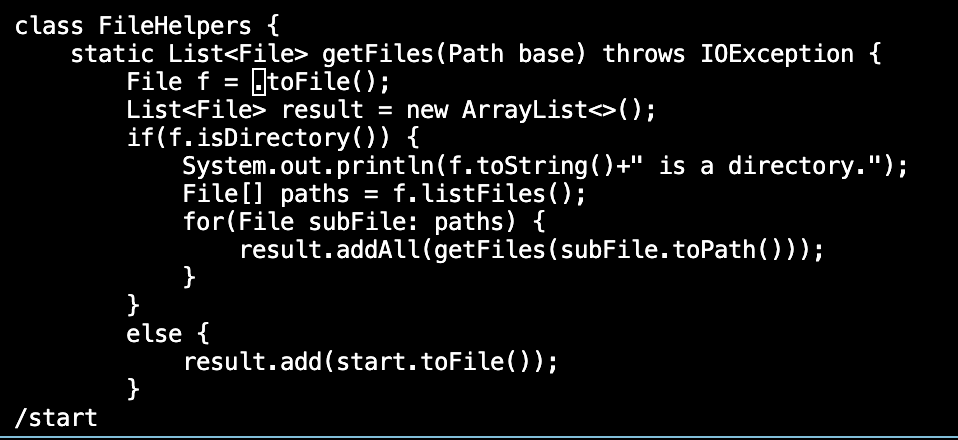 class FileHelpers {
    static List<File> getFiles(Path base) throws IOException {
        File f = .toFile();
        List<File> result = new ArrayList<>();
        if(f.isDirectory()) {
            System.out.println(f.toString()+" is a directory.");
            File[] paths = f.listFiles();
            for(File subFile: paths) {
                result.addAll(getFiles(subFile.toPath()));
            }
        }
        else {
            result.add(start.toFile());
        }
/start